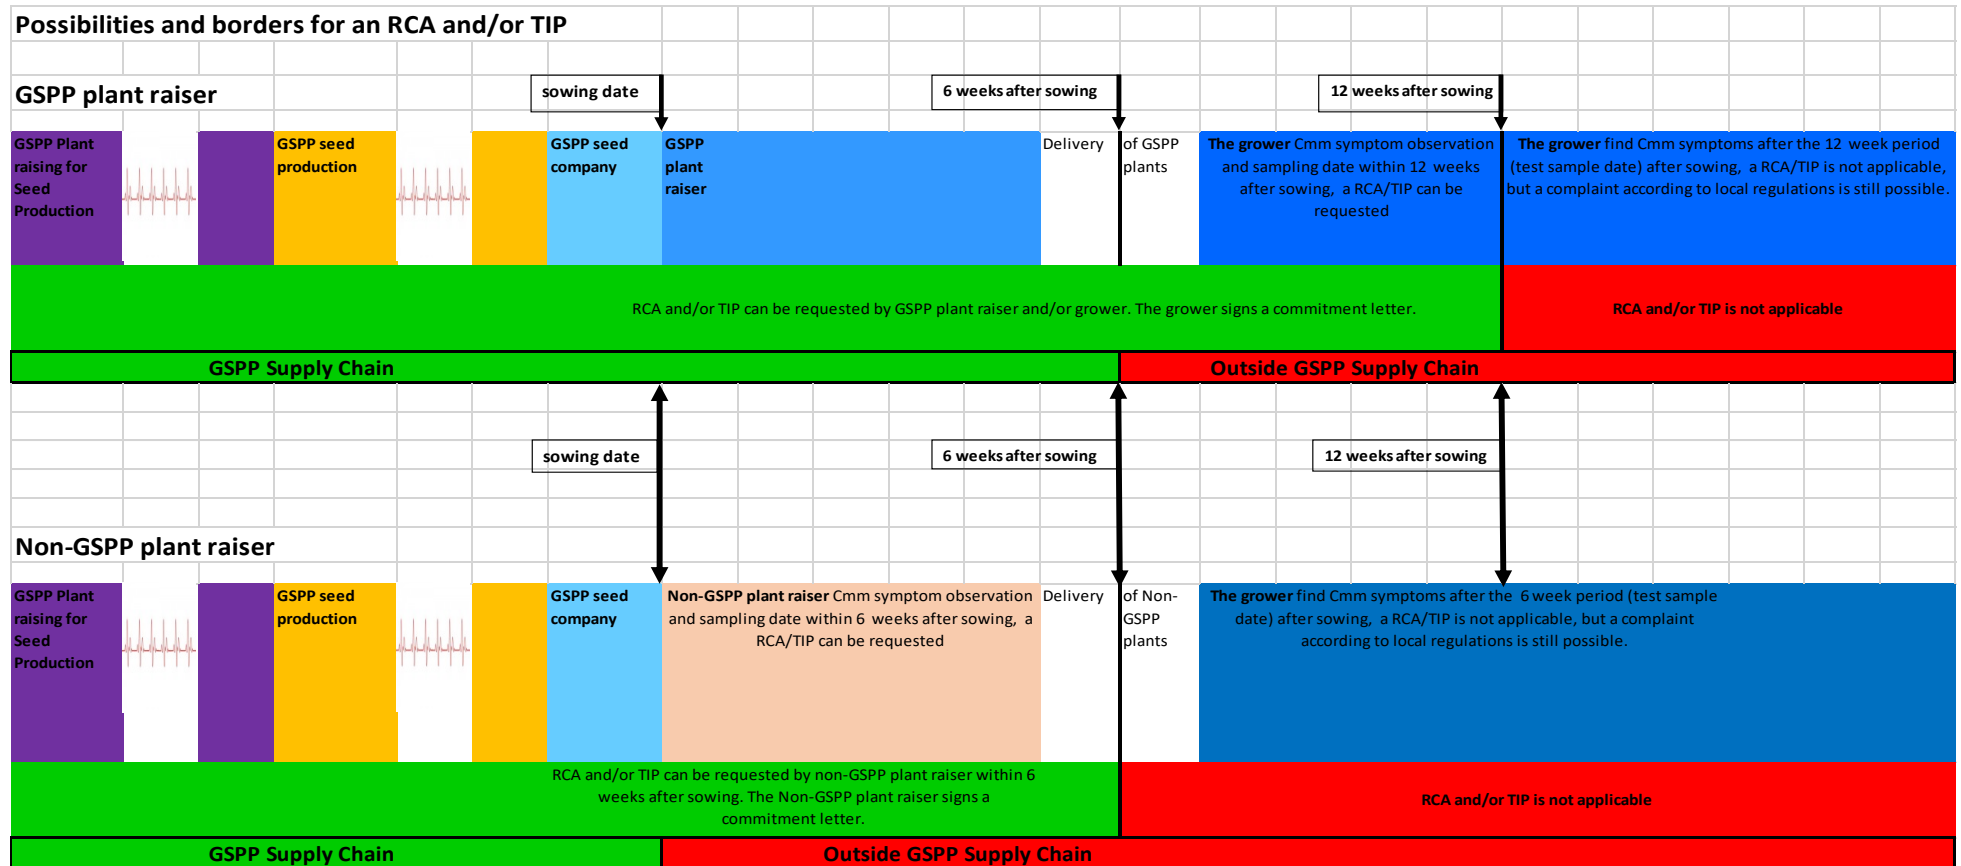 Possibilities and borders for an RCA and/or TIP
GSPP plant raiser
sowing date
6 weeks after sowing
12 weeks after sowing
GSPP Plant
raising for
Seed
Production
GSPP seed
production
GSPP seed
company
GSPP
plant
raiser
Delivery
of GSPP
plants
The grower Cmm symptom observation
and sampling date within 12 weeks
after sowing, a RCA/TIP can be
requested
The grower find Cmm symptoms after the 12 week period
(test sample date) after sowing, a RCA/TIP is not applicable,
but a complaint according to local regulations is still possible.
RCA and/or TIP can be requested by GSPP plant raiser and/or grower. The grower signs a commitment letter.
RCA and/or TIP is not applicable
GSPP Supply Chain
Outside GSPP Supply Chain
sowing date
6 weeks after sowing
12 weeks after sowing
Non-GSPP plant raiser
GSPP Plant
raising for
Seed
Production
GSPP seed
production
GSPP seed
company
Non-GSPP plant raiser Cmm symptom observation
and sampling date within 6 weeks after sowing, a
RCA/TIP can be requested
Delivery
of Non-
GSPP
plants
The grower find Cmm symptoms after the 6 week period (test sample
date) after sowing, a RCA/TIP is not applicable, but a complaint
according to local regulations is still possible.
RCA and/or TIP can be requested by non-GSPP plant raiser within 6
weeks after sowing. The Non-GSPP plant raiser signs a
commitment letter.
RCA and/or TIP is not applicable
GSPP Supply Chain
Outside GSPP Supply Chain